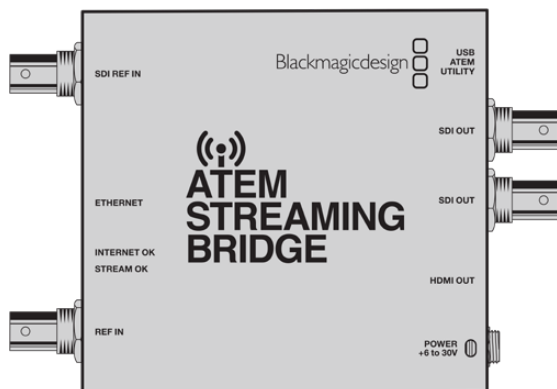 SDI REF IN
Blackmagicdesign
USB
ATEM
UTILITY
SDI OUT
ATEM
STREAMING
BRIDGE
ETHERNET
SDI OUT
INTERNET OK
STREAM OK
HDMI OUT
REF IN
POWER
+6 to 30V